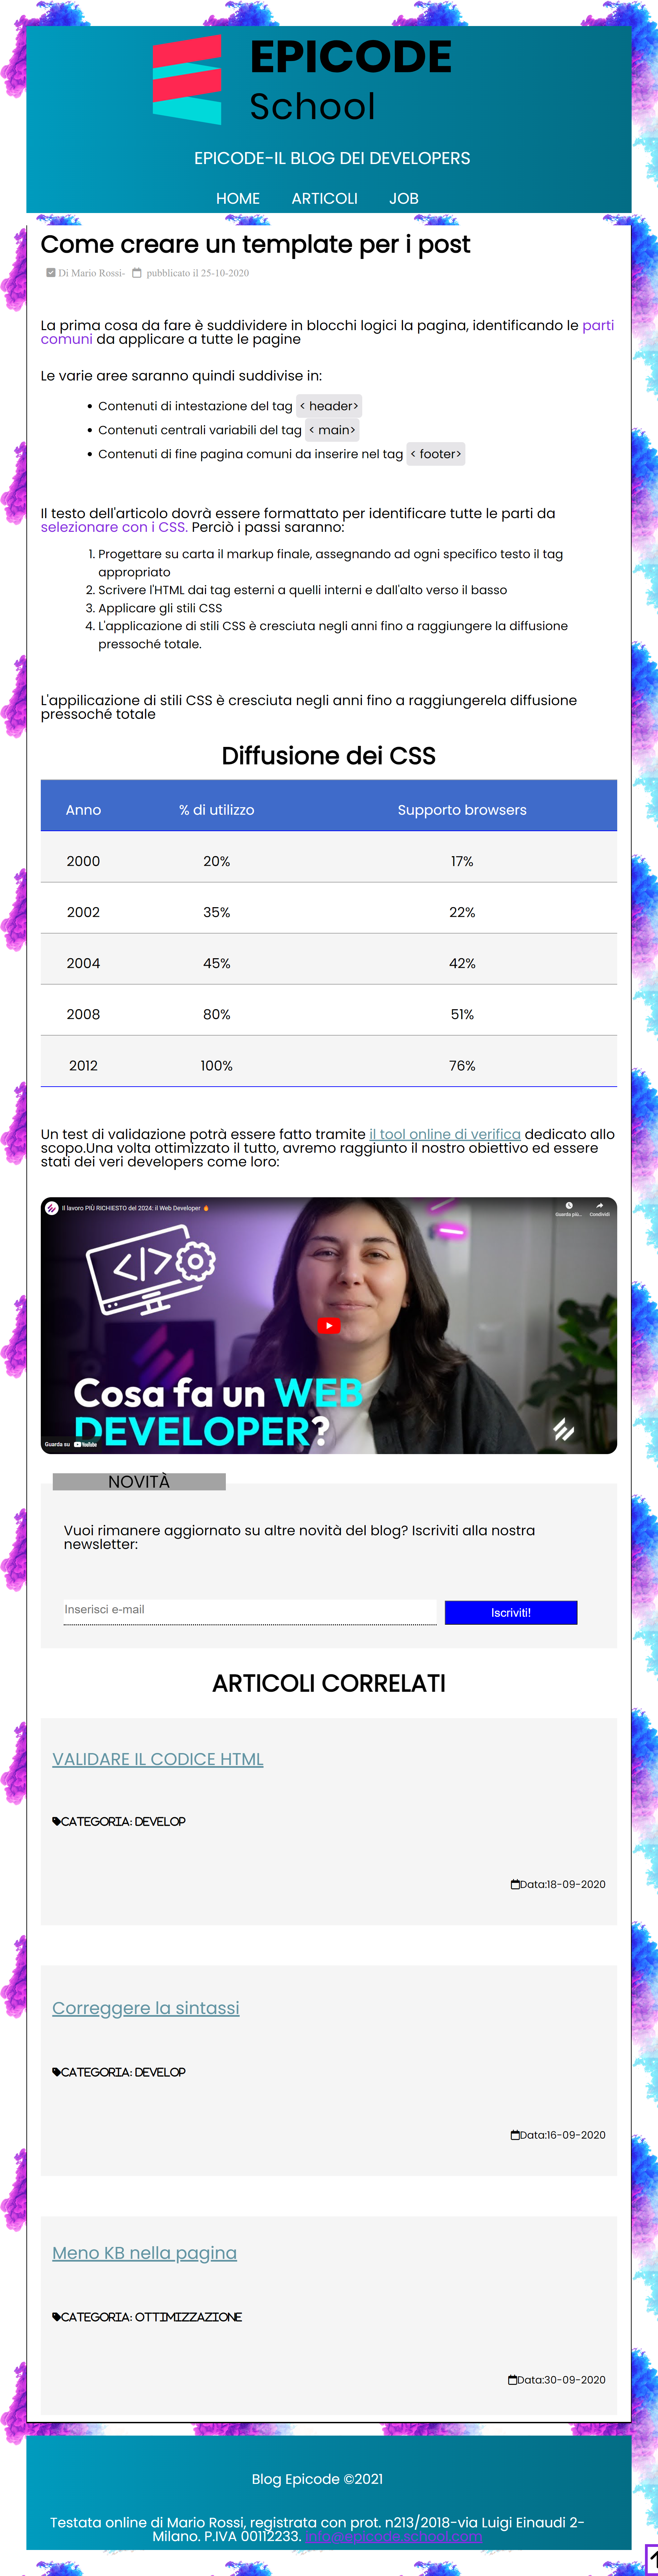 EPICODE
School
EPICODE-IL BLOG DEI DEVELOPERS
HOME ARTICOLI JOB
Come creare un template per i post
Di Mario Rossi- pubblicato il 25-10-2020
La prima cosa da fare è suddividere in blocchi logici la pagina, identificando le parti
comuni da applicare a tutte le pagine
Le varie aree saranno quindi suddivise in:
• Contenuti di intestazione del tag < header>
• Contenuti centrali variabili del tag < main>
• Contenuti di fine pagina comuni da inserire nel tag < footer>
Il testo dell'articolo dovrà essere formattato per identificare tutte le parti da
selezionare con i CSS. Perciò i passi saranno:
1. Progettare su carta il markup finale, assegnando ad ogni specifico testo il tag
appropriato
2. Scrivere l'HTML dai tag esterni a quelli interni e dall'alto verso il basso
3. Applicare gli stili CSS
4. L'applicazione di stili CSS è cresciuta negli anni fino a raggiungere la diffusione
pressoché totale.
L'appilicazione di stili CSS è cresciuta negli anni fino a raggiungerela diffusione
pressoché totale
Diffusione dei CSS
Anno % di utilizzo Supporto browsers
2000 20% 17%
2002 35% 22%
2004 45% 42%
2008 80% 51%
2012 100% 76%
Un test di validazione potrà essere fatto tramite il tool online di verifica dedicato allo
scopo.Una volta ottimizzato il tutto, avremo raggiunto il nostro obiettivo ed essere
stati dei veri developers come loro:
Il lavoro PIÙ RICHIESTO del 2024: il Web Developer
Guarda più... Condividi
Cosa fa un WEB
DEVELOPER?
Guarda su YouTube
NOVITÀ
Vuoi rimanere aggiornato su altre novità del blog? Iscriviti alla nostra
newsletter:
Inserisci e-mail Iscriviti!
ARTICOLI CORRELATI
VALIDARE IL CODICE HTML
CATEGORIA: DEVELOP
Data:18-09-2020
Correggere la sintassi
CATEGORIA: DEVELOP
Data:16-09-2020
Meno KB nella pagina
CATEGORIA: OTTIMIZZAZIONE
Data:30-09-2020
Blog Epicode ©2021
Testata online di Mario Rossi, registrata con prot. n213/2018-via Luigi Einaudi 2-
Milano. P.IVA 00112233. info@epicode.school.com